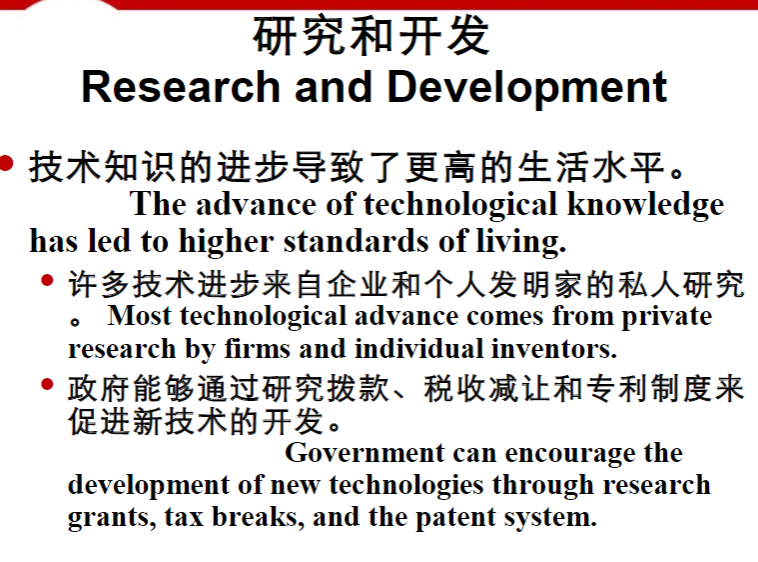 研究和开发
Research and Development
技术知识的进步导致了更高的生活水平。
The advance of technological knowledge
has led to higher standards of living.
许多技术进步来自企业和个人发明家的私人研究
。 Most technological advance comes from private
research by firms and individual inventors.
政府能够通过研究拨款、税收减让和专利制度来
促进新技术的开发。
Government can encourage the
development of new technologies through research
grants, tax breaks, and the patent system.